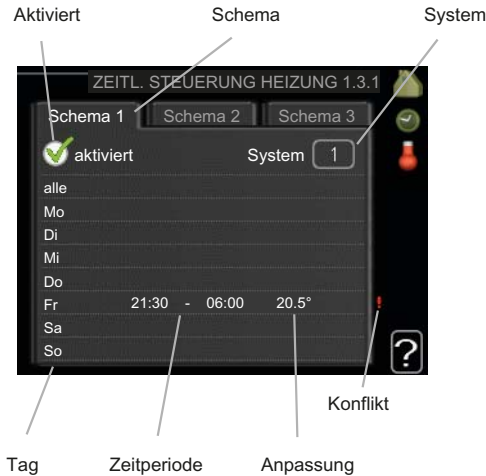 Aktiviert Schema System
ZEITL. STEUERUNG HEIZUNG 1.3.1
Schema 1 Schema 2 Schema 3
aktiviert System 1
alle
Mo
Di
Mi
Do
Fr 21:30 - 06:00 20.5° !
Sa
So
?
Konflikt
Tag Zeitperiode Anpassung